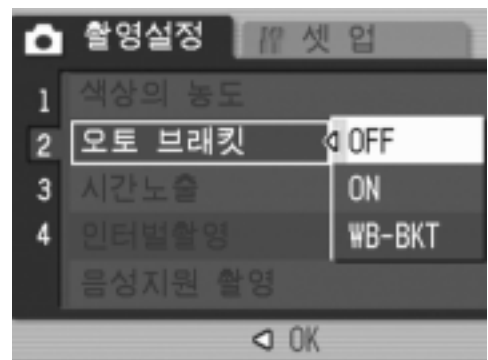 촬영설정 셋 업
1 색상의 농도
2 오토 브래킷 OFF
3 시간노출 ON
4 인터벌촬영 WB-BKT
음성지원 촬영
OK